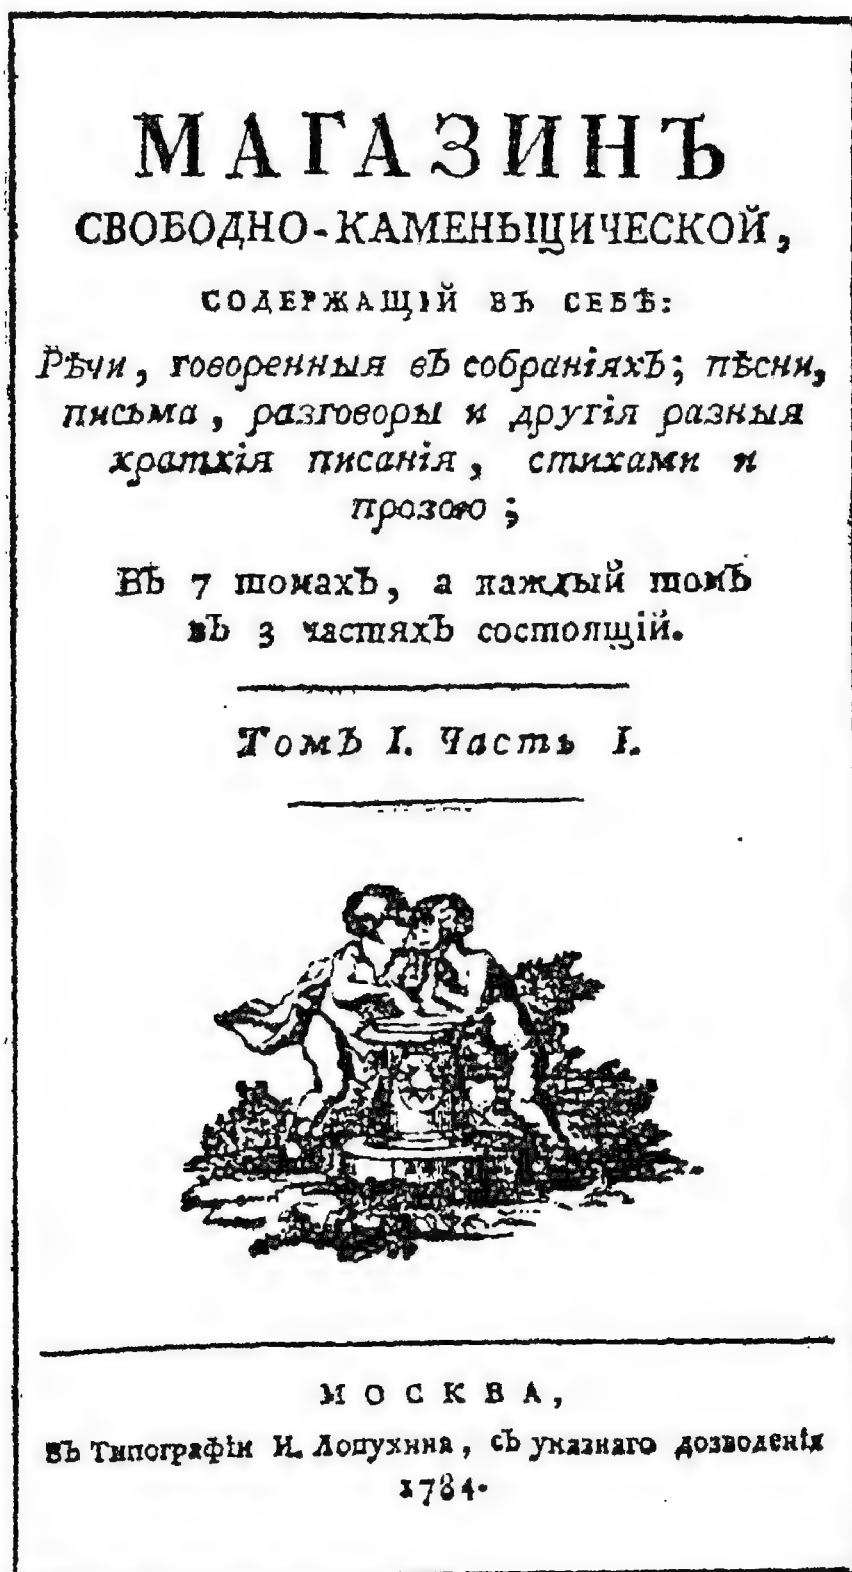 МАГАЗИНЪ
СВОБОДНО-КАМЕНЬЩИЧЕСКОЙ,
СОДЕРЖАЩІЙ ВЪ СЕБѢ:
Рѣчи, говоренныя въ собраніяхъ; пѣсни,
письма, разговоры и другія разныя
краткія писанія, стихами и
прозою;
Въ 7 томахъ, а каждый томъ
въ 3 частяхъ состоящій.
Томъ I. Часть I.
МОСКВА,
Въ Типографіи И. Лопухина, съ указнаго дозволенія
1784.